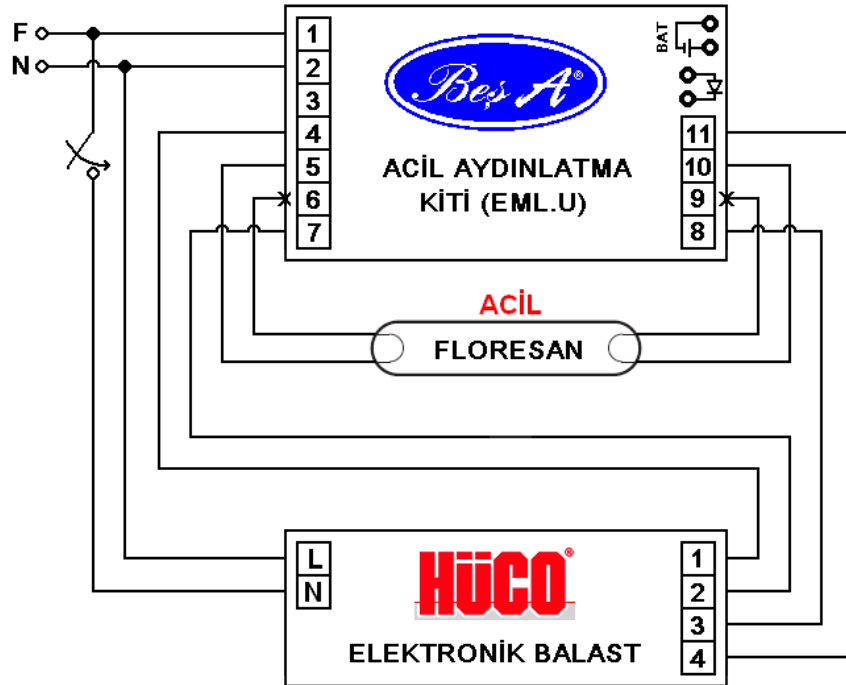 F
N
1
2
3
4
5
6
7
Beş A®
ACİL AYDINLATMA
KİTİ (EML.U)
BAT
11
10
9
8
ACİL
FLORESAN
L
N
HÜCO®
ELEKTRONİK BALAST
1
2
3
4